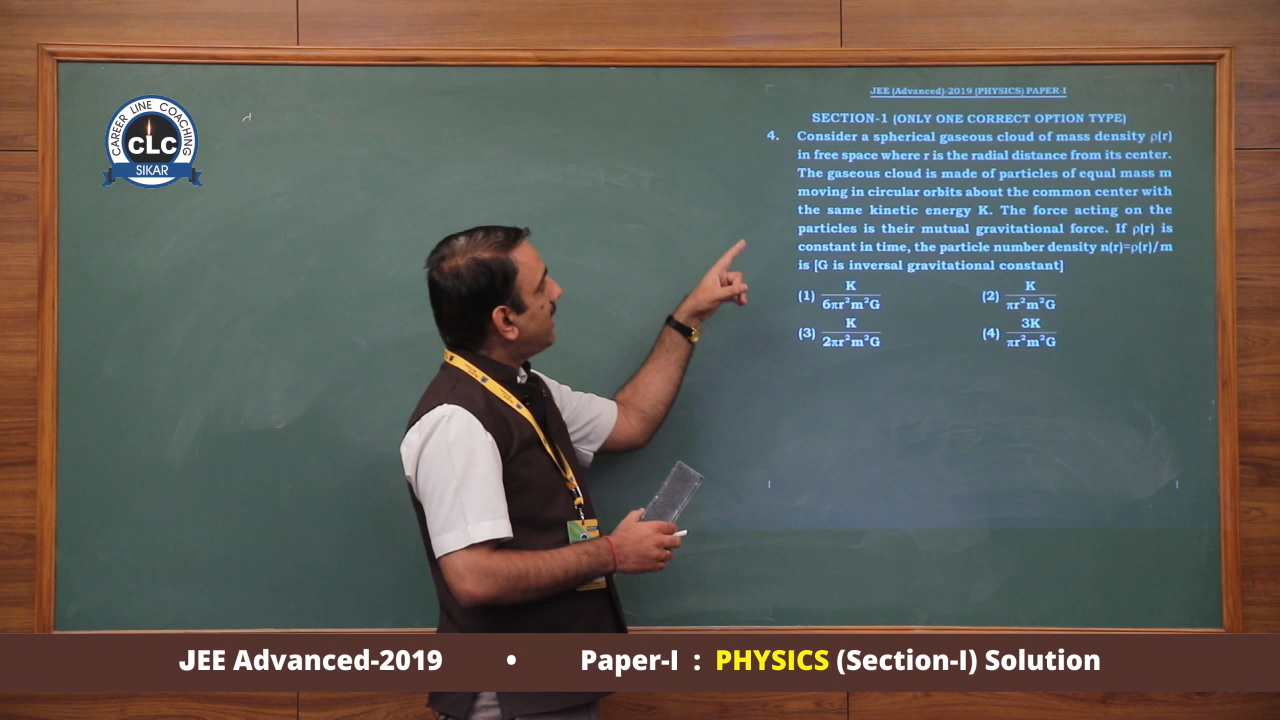 CAREER LINE COACHING
CLC
SIKAR
JEE (Advanced)-2019 (PHYSICS) PAPER-I
SECTION-1 (ONLY ONE CORRECT OPTION TYPE)
4. Consider a spherical gaseous cloud of mass density ρ(r)
in free space where r is the radial distance from its center.
The gaseous cloud is made of particles of equal mass m
moving in circular orbits about the common center with
the same kinetic energy K. The force acting on the
particles is their mutual gravitational force. If ρ(r) is
constant in time, the particle number density n(r)=ρ(r)/m
is [G is inversal gravitational constant]
(1) K/6πr²m²G (2) K/πr²m²G
(3) K/2πr²m²G (4) 3K/πr²m²G
JEE Advanced-2019 • Paper-I : PHYSICS (Section-I) Solution